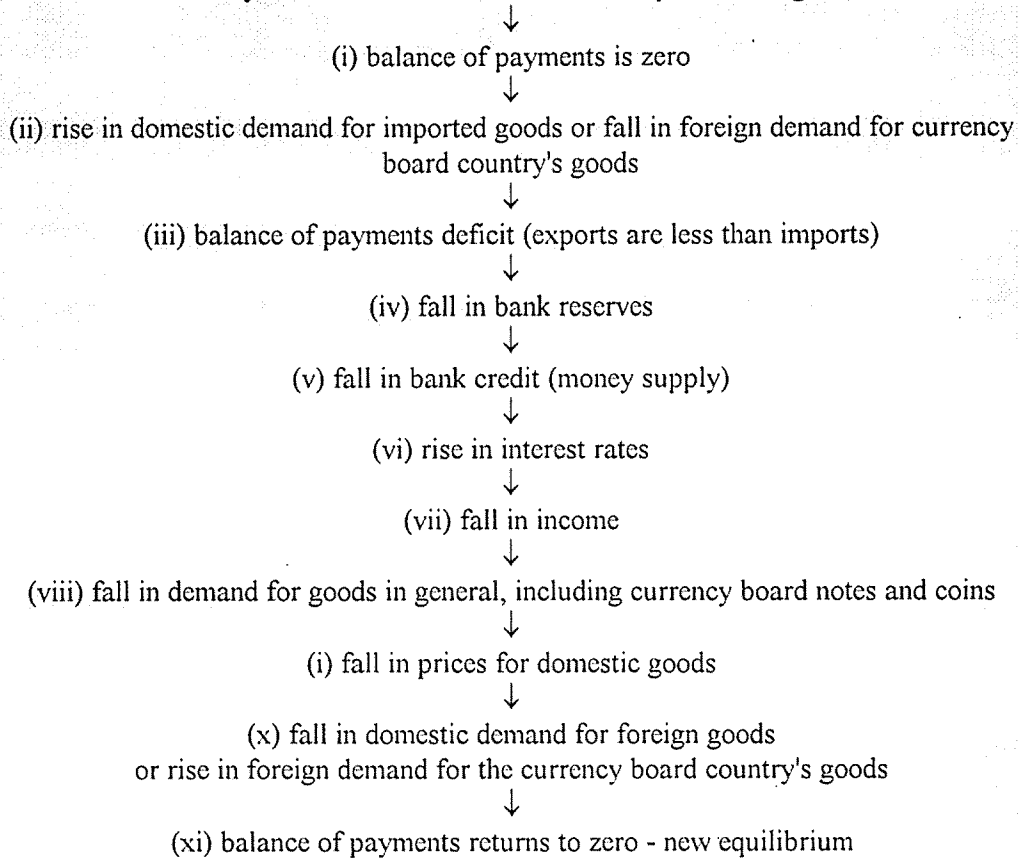 (i) balance of payments is zero
↓
(ii) rise in domestic demand for imported goods or fall in foreign demand for currency
board country's goods
↓
(iii) balance of payments deficit (exports are less than imports)
↓
(iv) fall in bank reserves
↓
(v) fall in bank credit (money supply)
↓
(vi) rise in interest rates
↓
(vii) fall in income
↓
(viii) fall in demand for goods in general, including currency board notes and coins
↓
(i) fall in prices for domestic goods
↓
(x) fall in domestic demand for foreign goods
or rise in foreign demand for the currency board country's goods
↓
(xi) balance of payments returns to zero - new equilibrium